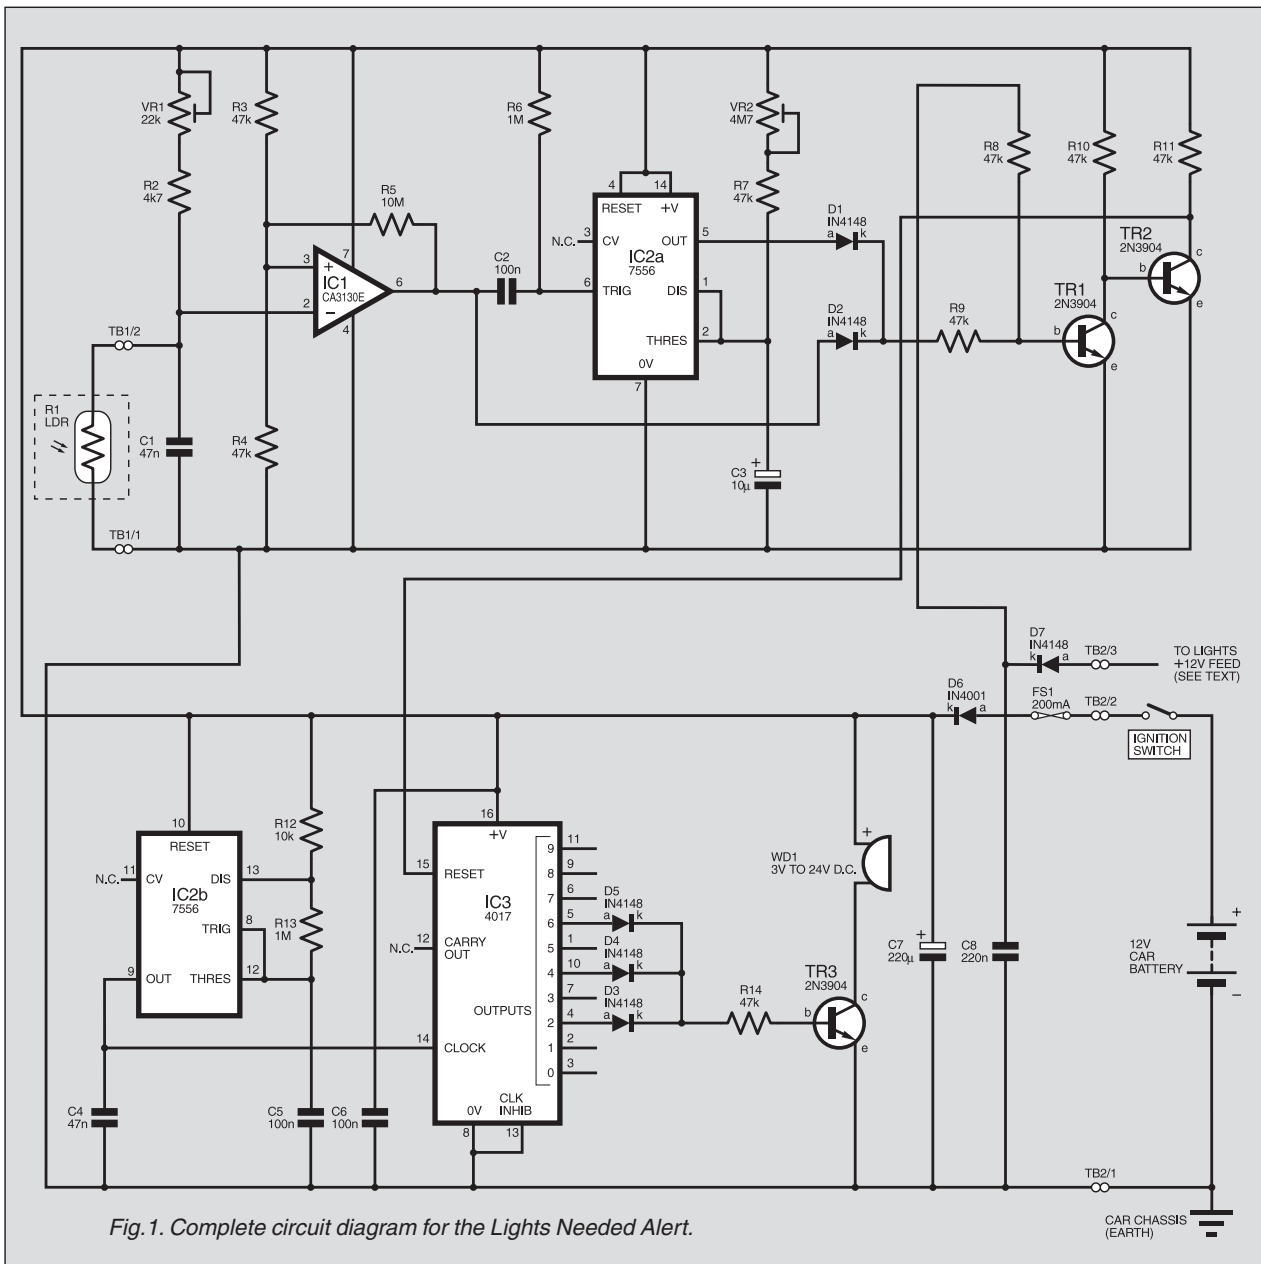 VR1
22k
R3
47k
R6
1M
VR2
4M7
R8
47k
R10
47k
R11
47k
R2
4k7
R5
10M
R7
47k
4
14
RESET
+V
N.C.
3
CV
OUT
5
IC2a
7556
6
TRIG
DIS
1
THRES
2
0V
7
D1
IN4148
a
k
D2
IN4148
a
k
TR2
2N3904
b
c
e
TR1
2N3904
b
c
e
R9
47k
C2
100n
3
+
7
IC1
CA3130E
6
2
−
4
TB1/2
R1
LDR
C1
47n
R4
47k
C3
+
10µ
TB1/1
D7
IN4148
k
a
TB2/3
TO LIGHTS
+12V FEED
(SEE TEXT)
D6
IN4001
k
a
FS1
200mA
TB2/2
IGNITION
SWITCH
10
RESET
N.C.
11
CV
DIS
13
IC2b
7556
8
TRIG
9
OUT
THRES
12
R12
10k
R13
1M
16
+V
15
RESET
IC3
4017
N.C.
12
CARRY
OUT
OUTPUTS
14
CLOCK
0V
CLK
INHIB
8
13
9
11
8
9
7
6
6
5
5
1
4
10
3
7
2
4
1
2
0
3
D5
IN4148
a
k
D4
IN4148
a
k
D3
IN4148
a
k
R14
47k
WD1
3V TO 24V D.C.
+
TR3
2N3904
b
c
e
C7
220µ
+
C8
220n
12V
CAR
BATTERY
+
−
C4
47n
C5
100n
C6
100n
TB2/1
CAR CHASSIS
(EARTH)
Fig.1. Complete circuit diagram for the Lights Needed Alert.